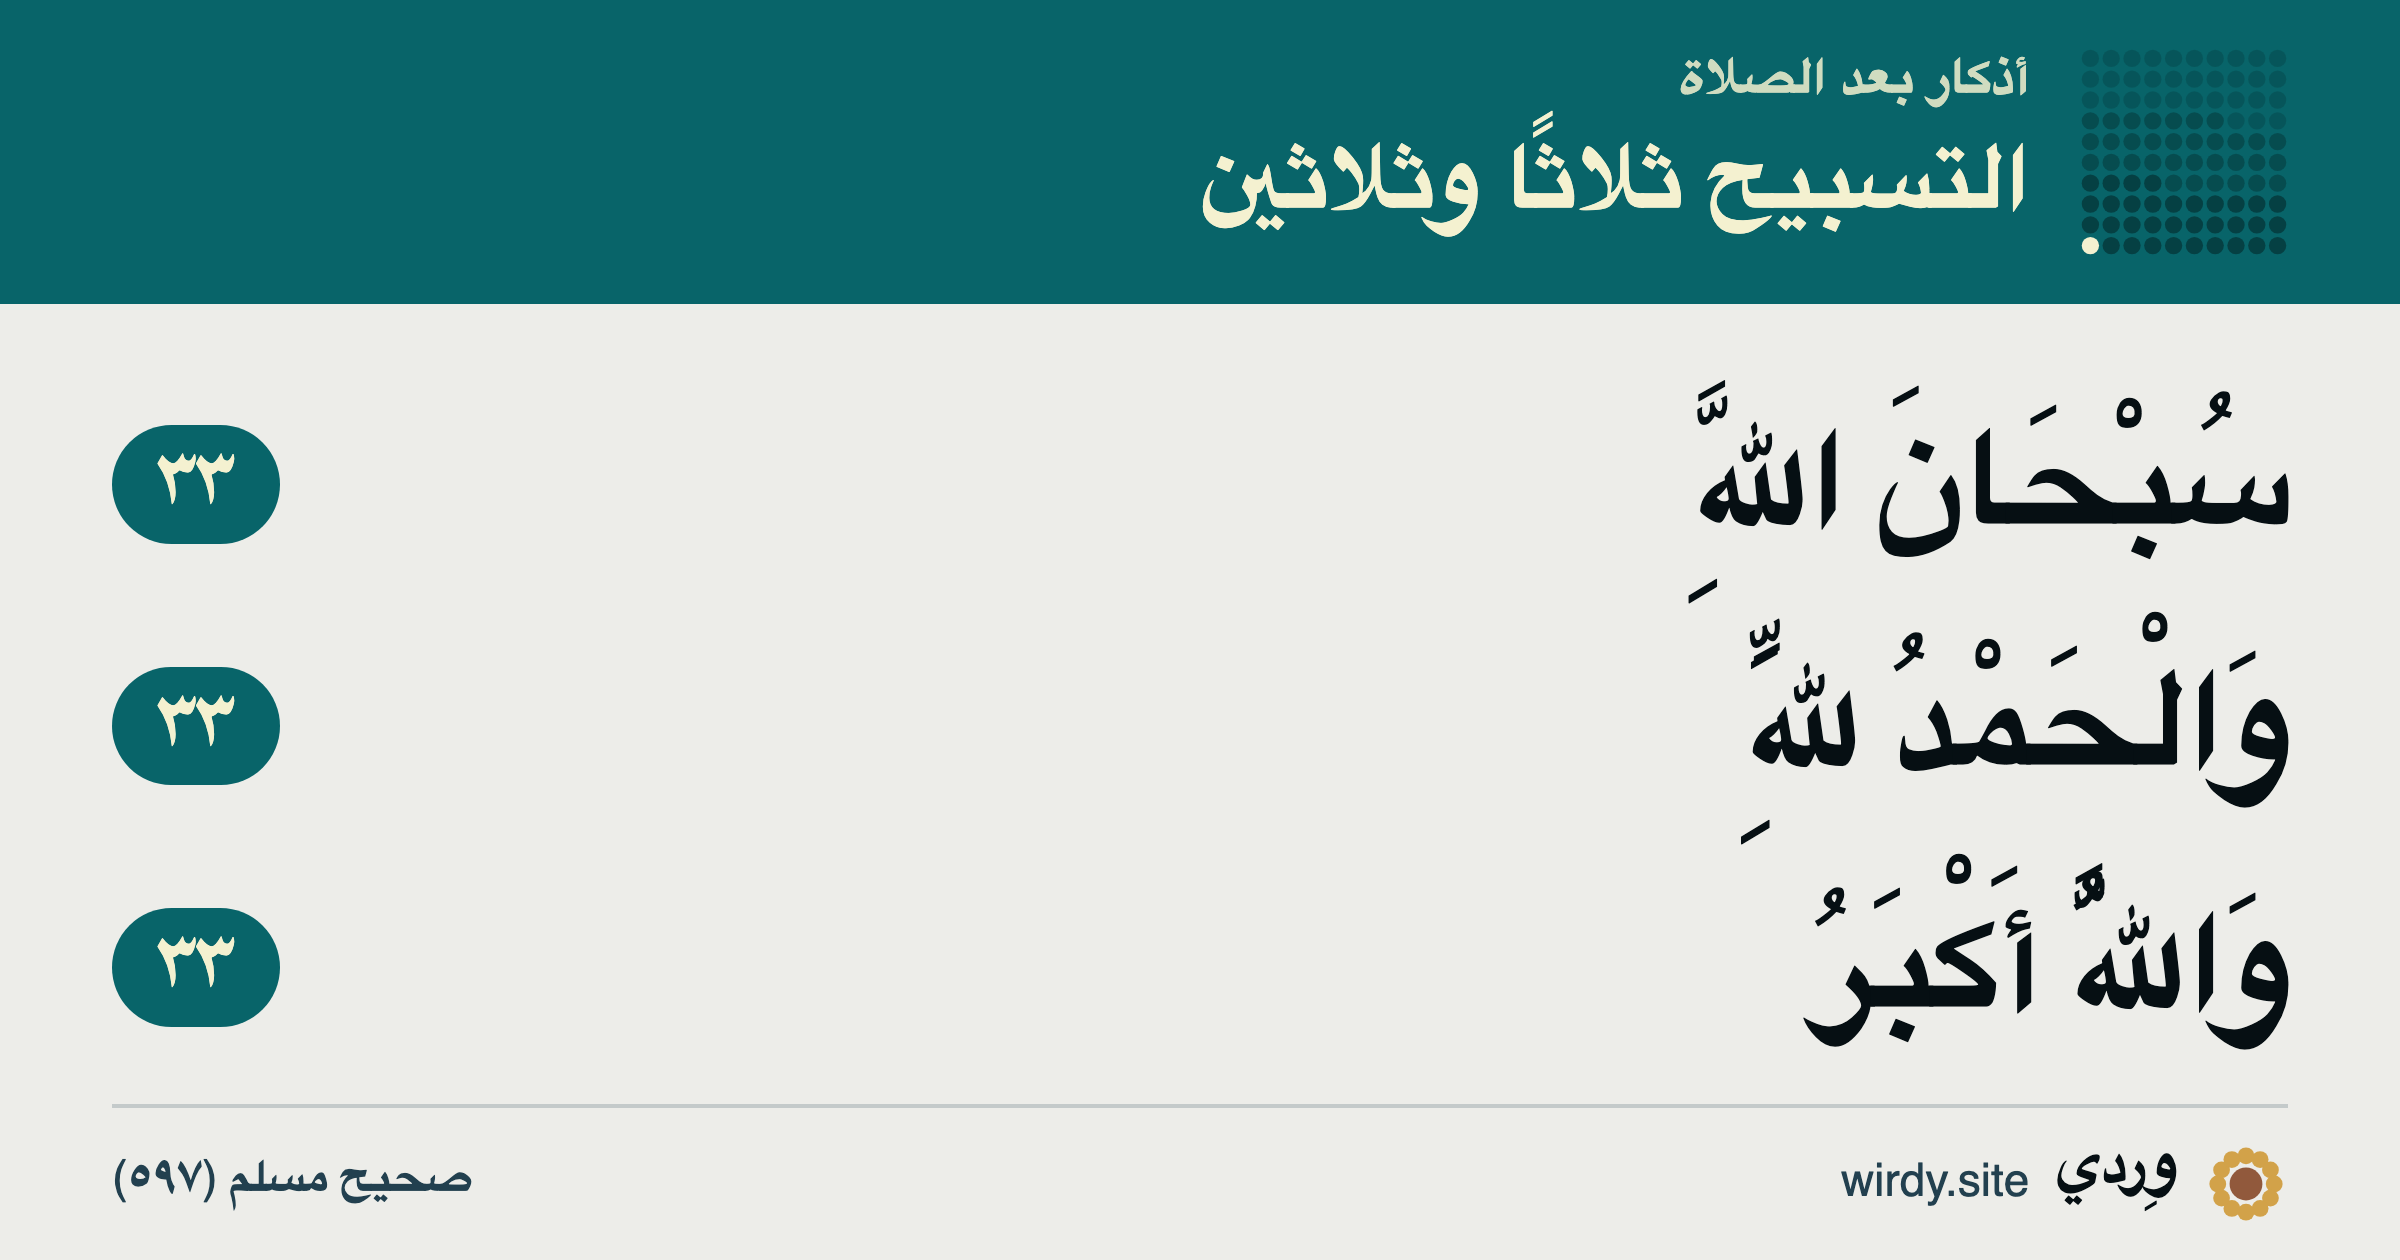 أذكار بعد الصلاة
التسبيح ثلاثًا وثلاثين
سُبْحَانَ اللَّهِ ٣٣
وَالْحَمْدُ لِلَّهِ ٣٣
وَاللَّهُ أَكْبَرُ ٣٣
وِردي wirdy.site
صحيح مسلم (٥٩٧)